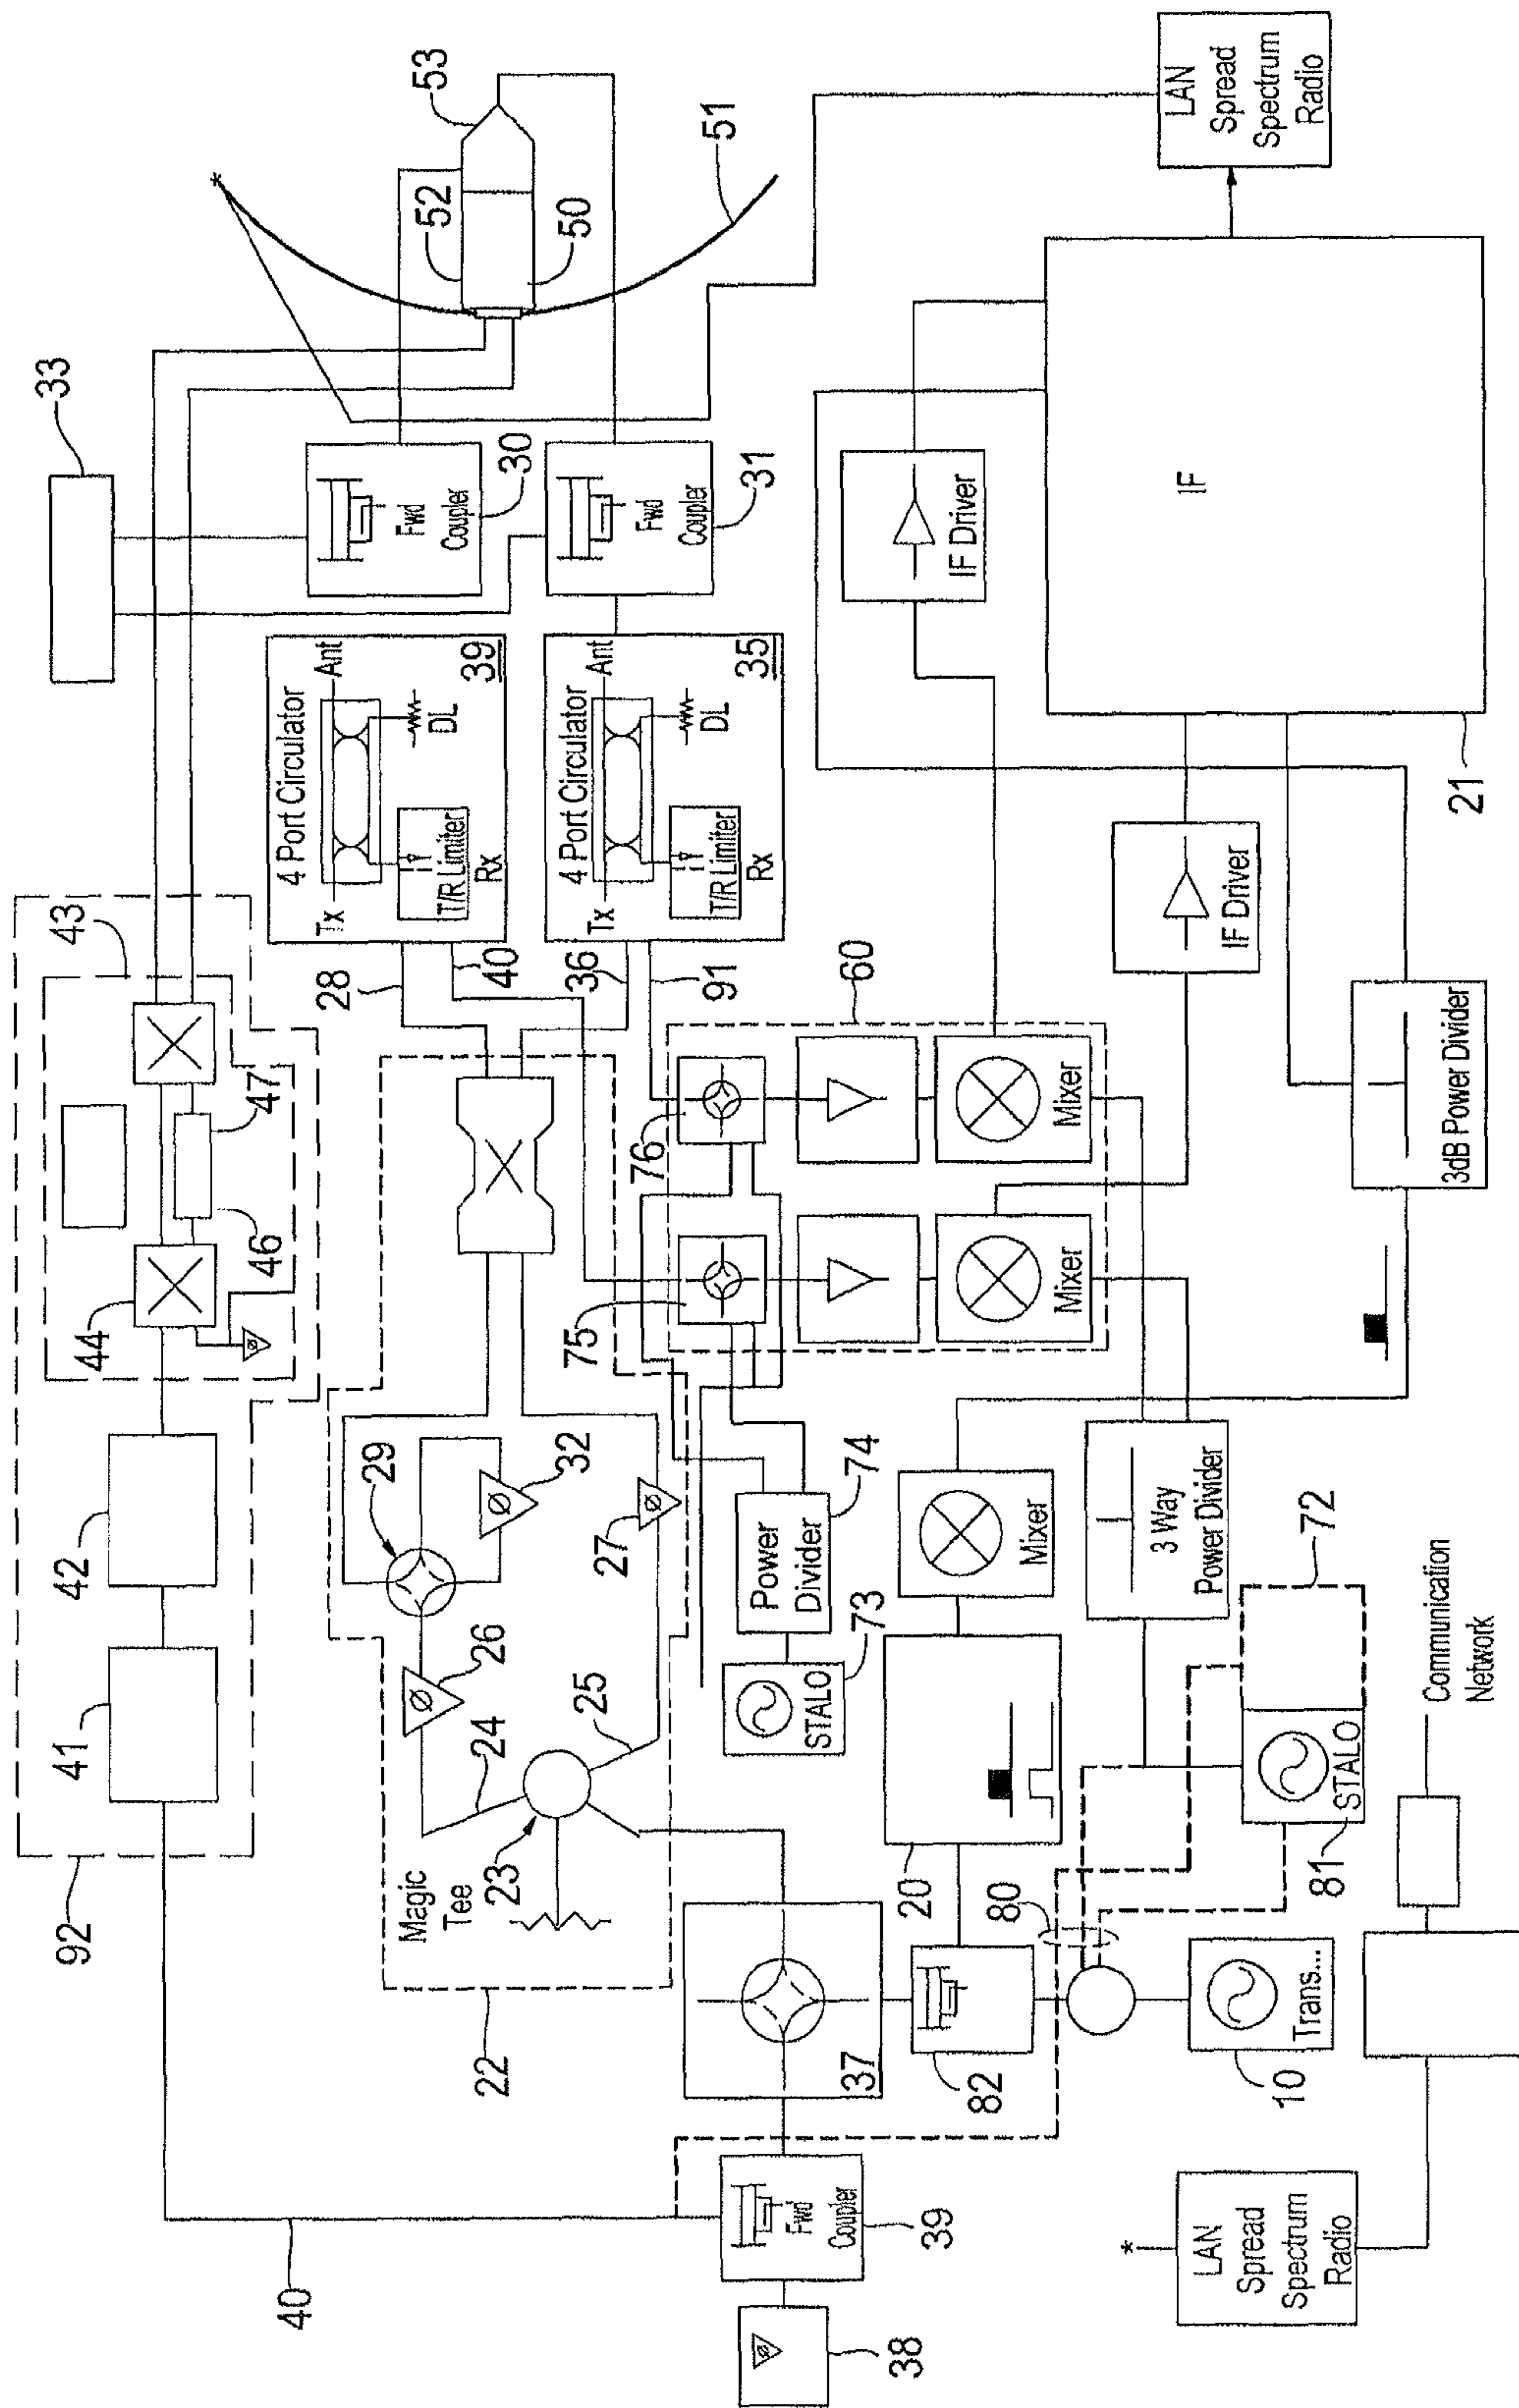 92
41
42
43
44
46
47
33
53
52
50
51
4 Port Circulator
Tx
Ant
T/R Limiter
Rx
DL
39
Fwd
Coupler
30
4 Port Circulator
Tx
Ant
T/R Limiter
Rx
DL
35
Fwd
Coupler
31
28
40
36
91
60
22
Magic
Tee
23
24
25
26
27
29
32
75
76
Mixer
Mixer
IF Driver
IF Driver
IF
21
LAN
Spread
Spectrum
Radio
*
Power
Divider
74
STALO
73
Mixer
20
3 Way
Power Divider
3dB Power Divider
72
STALO
81
80
82
37
Trans...
10
Fwd
Coupler
39
38
40
*
LAN
Spread
Spectrum
Radio
Communication
Network